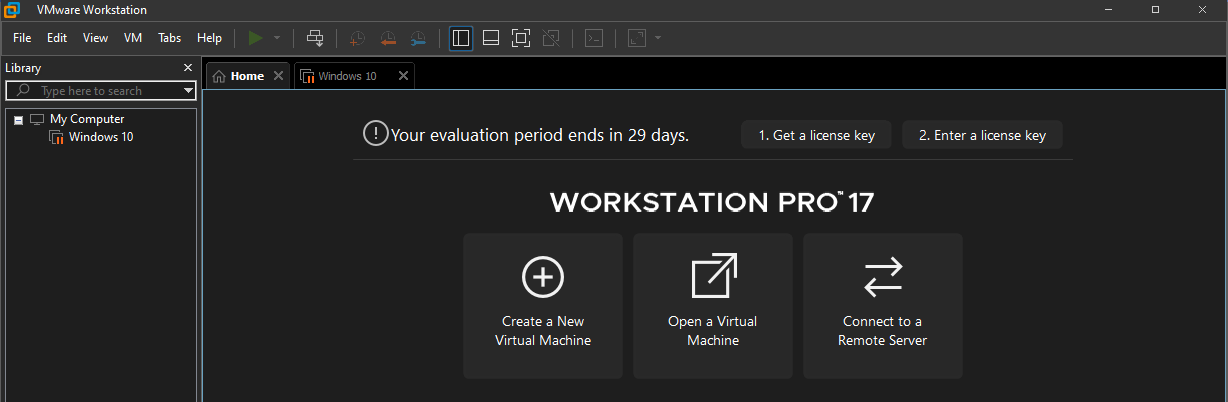 VMware Workstation
File Edit View VM Tabs Help
Library
Type here to search
My Computer
Windows 10
Home
Windows 10
Your evaluation period ends in 29 days.
1. Get a license key
2. Enter a license key
WORKSTATION PRO™ 17
Create a New
Virtual Machine
Open a Virtual
Machine
Connect to a
Remote Server